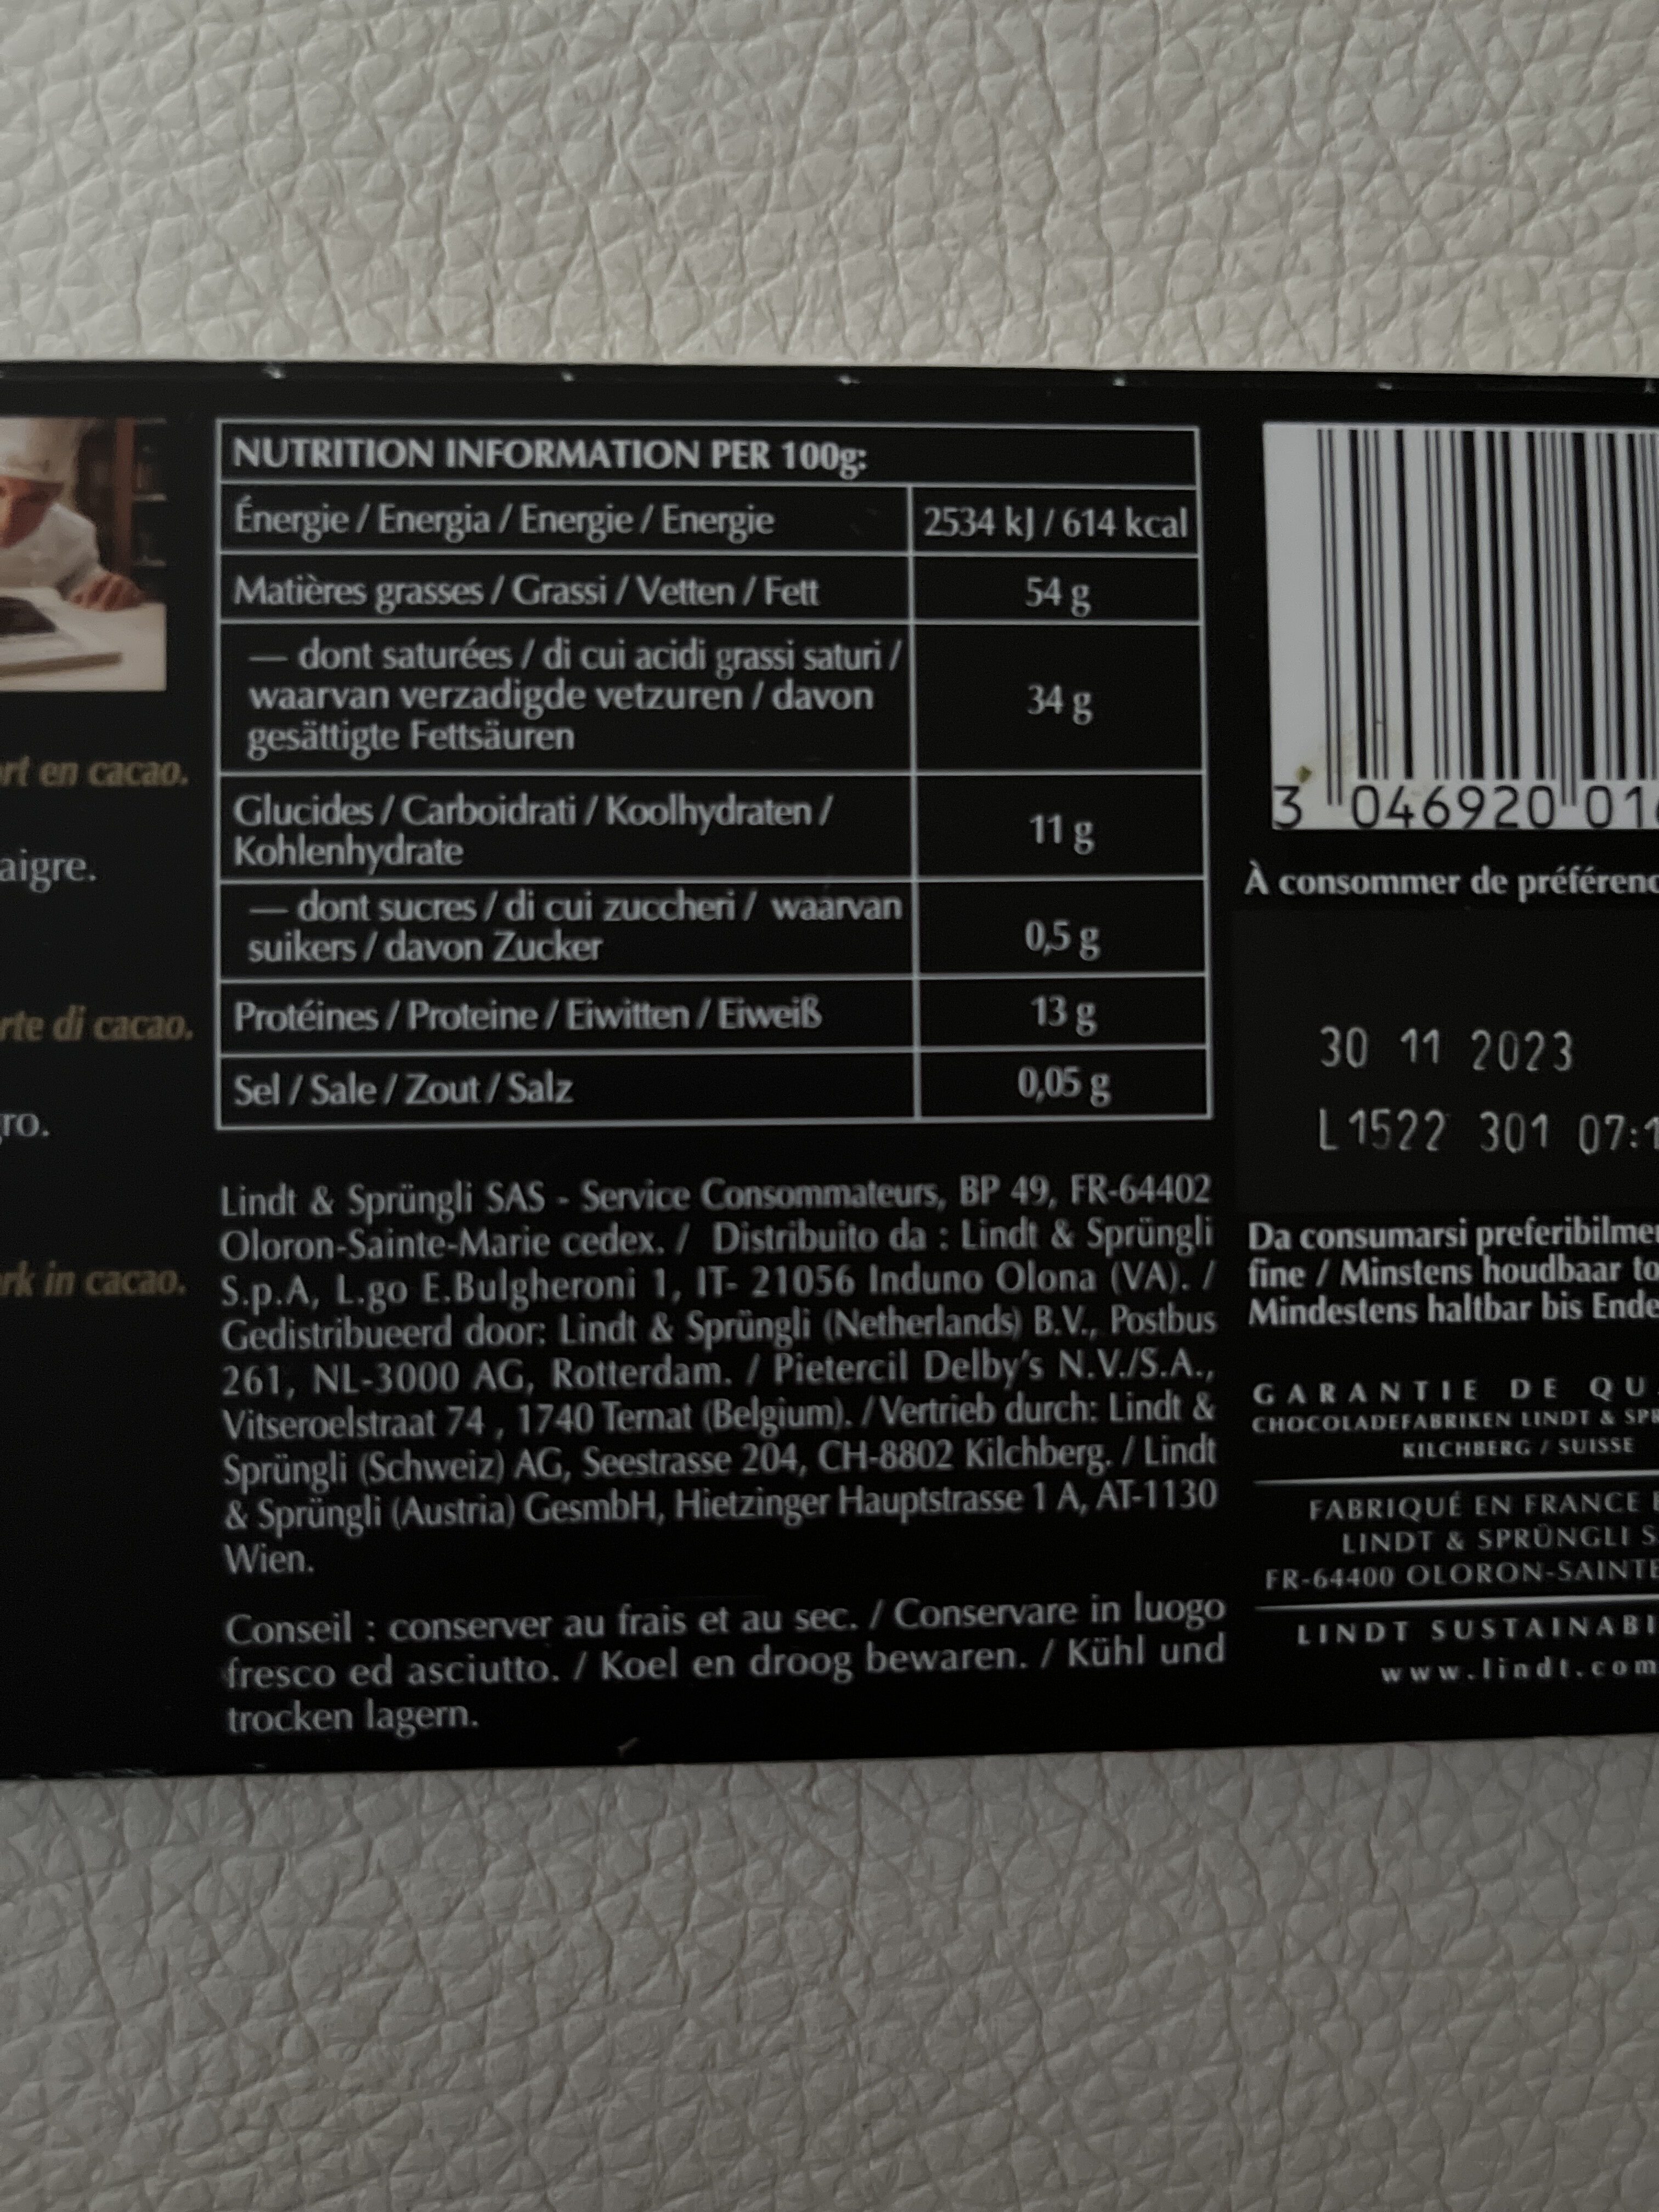 ort en cacao.
aigre.
rte di cacao.
gro.
rk in cacao.
NUTRITION INFORMATION PER 100g:
Énergie / Energia / Energie / Energie 2534 kJ / 614 kcal
Matières grasses / Grassi / Vetten / Fett 54 g
— dont saturées / di cui acidi grassi saturi /
waarvan verzadigde vetzuren / davon 34 g
gesättigte Fettsäuren
Glucides / Carboidrati / Koolhydraten / 11 g
Kohlenhydrate
— dont sucres / di cui zuccheri / waarvan 0,5 g
suikers / davon Zucker
Protéines / Proteine / Eiwitten / Eiweiß 13 g
Sel / Sale / Zout / Salz 0,05 g
Lindt & Sprüngli SAS - Service Consommateurs, BP 49, FR-64402
Oloron-Sainte-Marie cedex. / Distribuito da : Lindt & Sprüngli
S.p.A, L.go E.Bulgheroni 1, IT- 21056 Induno Olona (VA). /
Gedistribueerd door: Lindt & Sprüngli (Netherlands) B.V., Postbus
261, NL-3000 AG, Rotterdam. / Pietercil Delby's N.V./S.A.,
Vitseroelstraat 74 , 1740 Ternat (Belgium). / Vertrieb durch: Lindt &
Sprüngli (Schweiz) AG, Seestrasse 204, CH-8802 Kilchberg. / Lindt
& Sprüngli (Austria) GesmbH, Hietzinger Hauptstrasse 1 A, AT-1130
Wien.
Conseil : conserver au frais et au sec. / Conservare in luogo
fresco ed asciutto. / Koel en droog bewaren. / Kühl und
trocken lagern.
3 046920 01
À consommer de préférenc
30 11 2023
L1522 301 07:1
Da consumarsi preferibilmen
fine / Minstens houdbaar to
Mindestens haltbar bis Ende
GARANTIE DE QU
CHOCOLADEFABRIKEN LINDT & SPR
KILCHBERG / SUISSE
FABRIQUÉ EN FRANCE
LINDT & SPRÜNGLI S
FR-64400 OLORON-SAINTE
LINDT SUSTAINABI
www.lindt.com